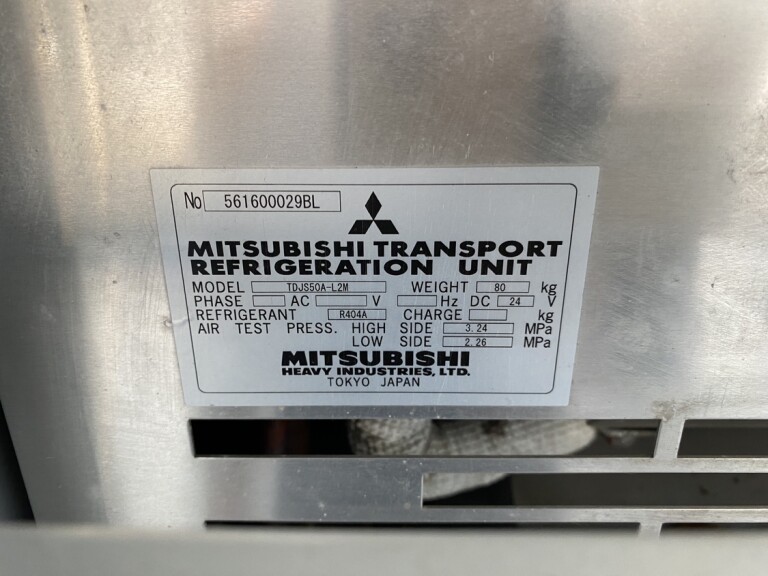 No 561600029BL
MITSUBISHI TRANSPORT
REFRIGERATION UNIT
MODEL TDJS50A-L2M WEIGHT 80 kg
PHASE AC V Hz DC 24 V
REFRIGERANT R404A CHARGE kg
AIR TEST PRESS. HIGH SIDE 3.24 MPa
LOW SIDE 2.26 MPa
MITSUBISHI
HEAVY INDUSTRIES, LTD.
TOKYO JAPAN